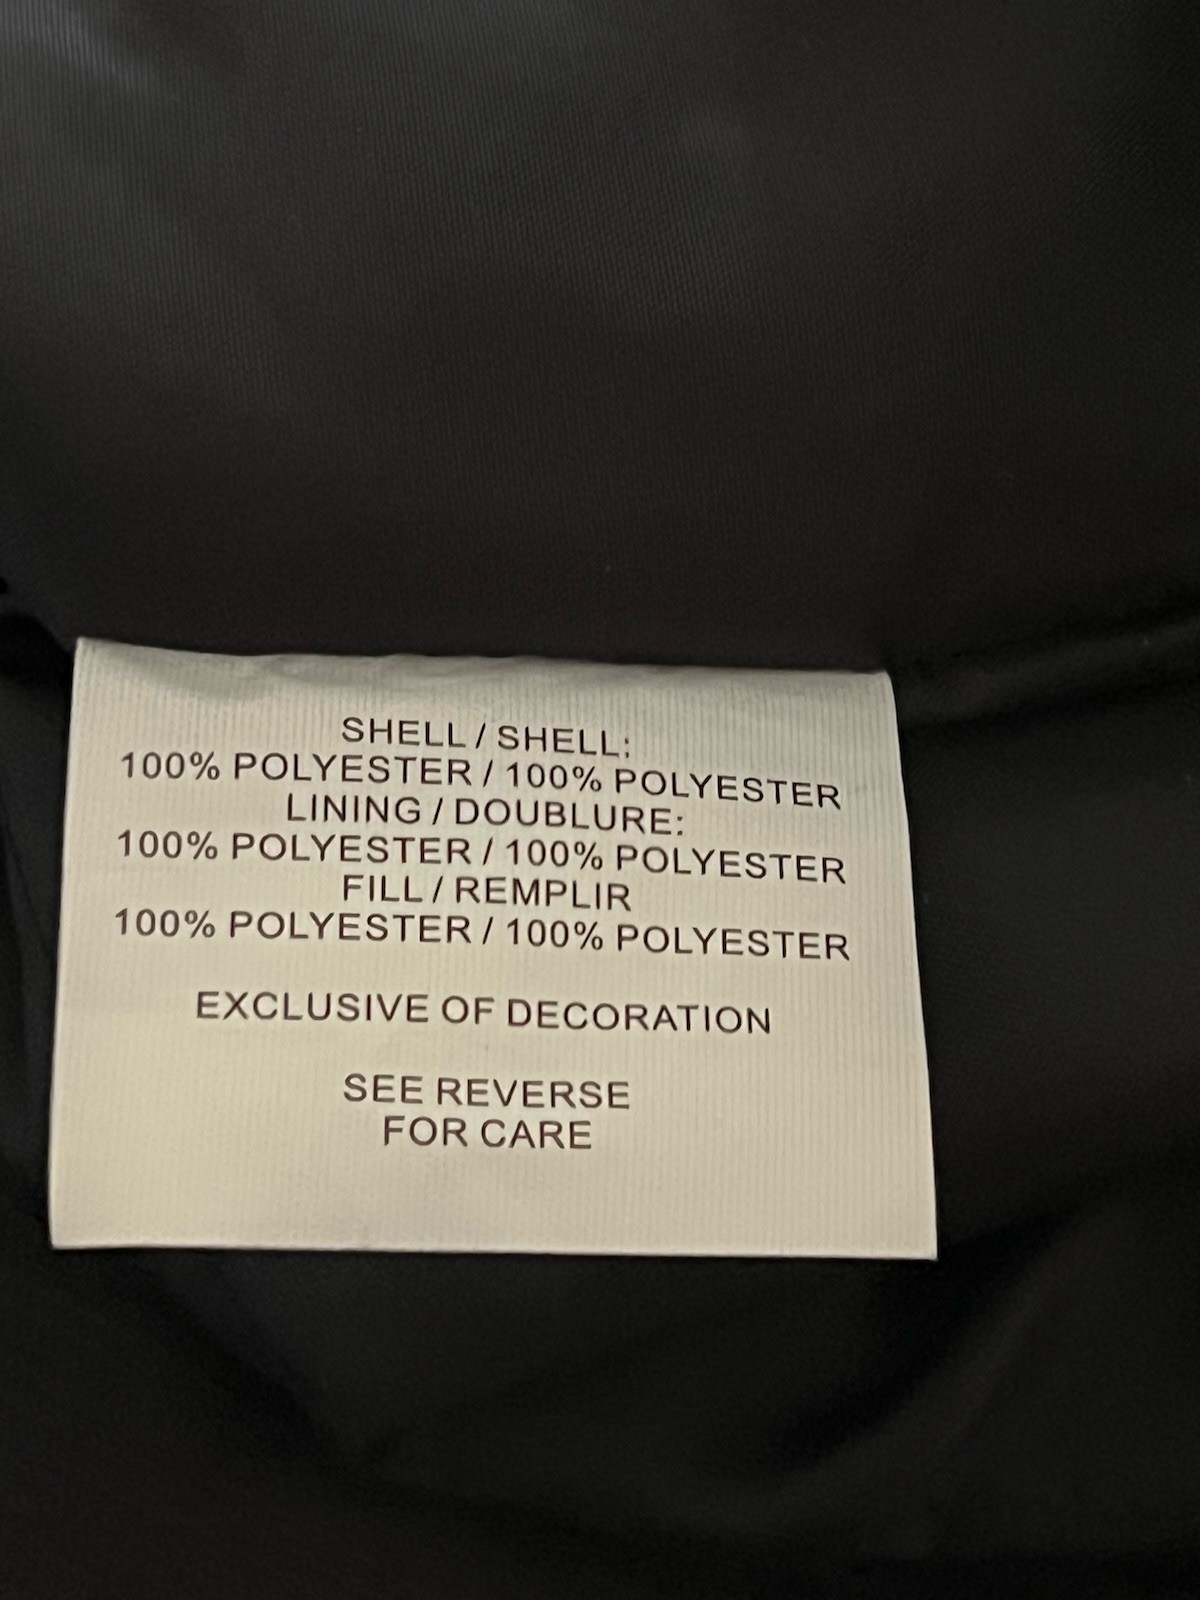 SHELL / SHELL:
100% POLYESTER / 100% POLYESTER
LINING / DOUBLURE:
100% POLYESTER / 100% POLYESTER
FILL / REMPLIR
100% POLYESTER / 100% POLYESTER
EXCLUSIVE OF DECORATION
SEE REVERSE
FOR CARE